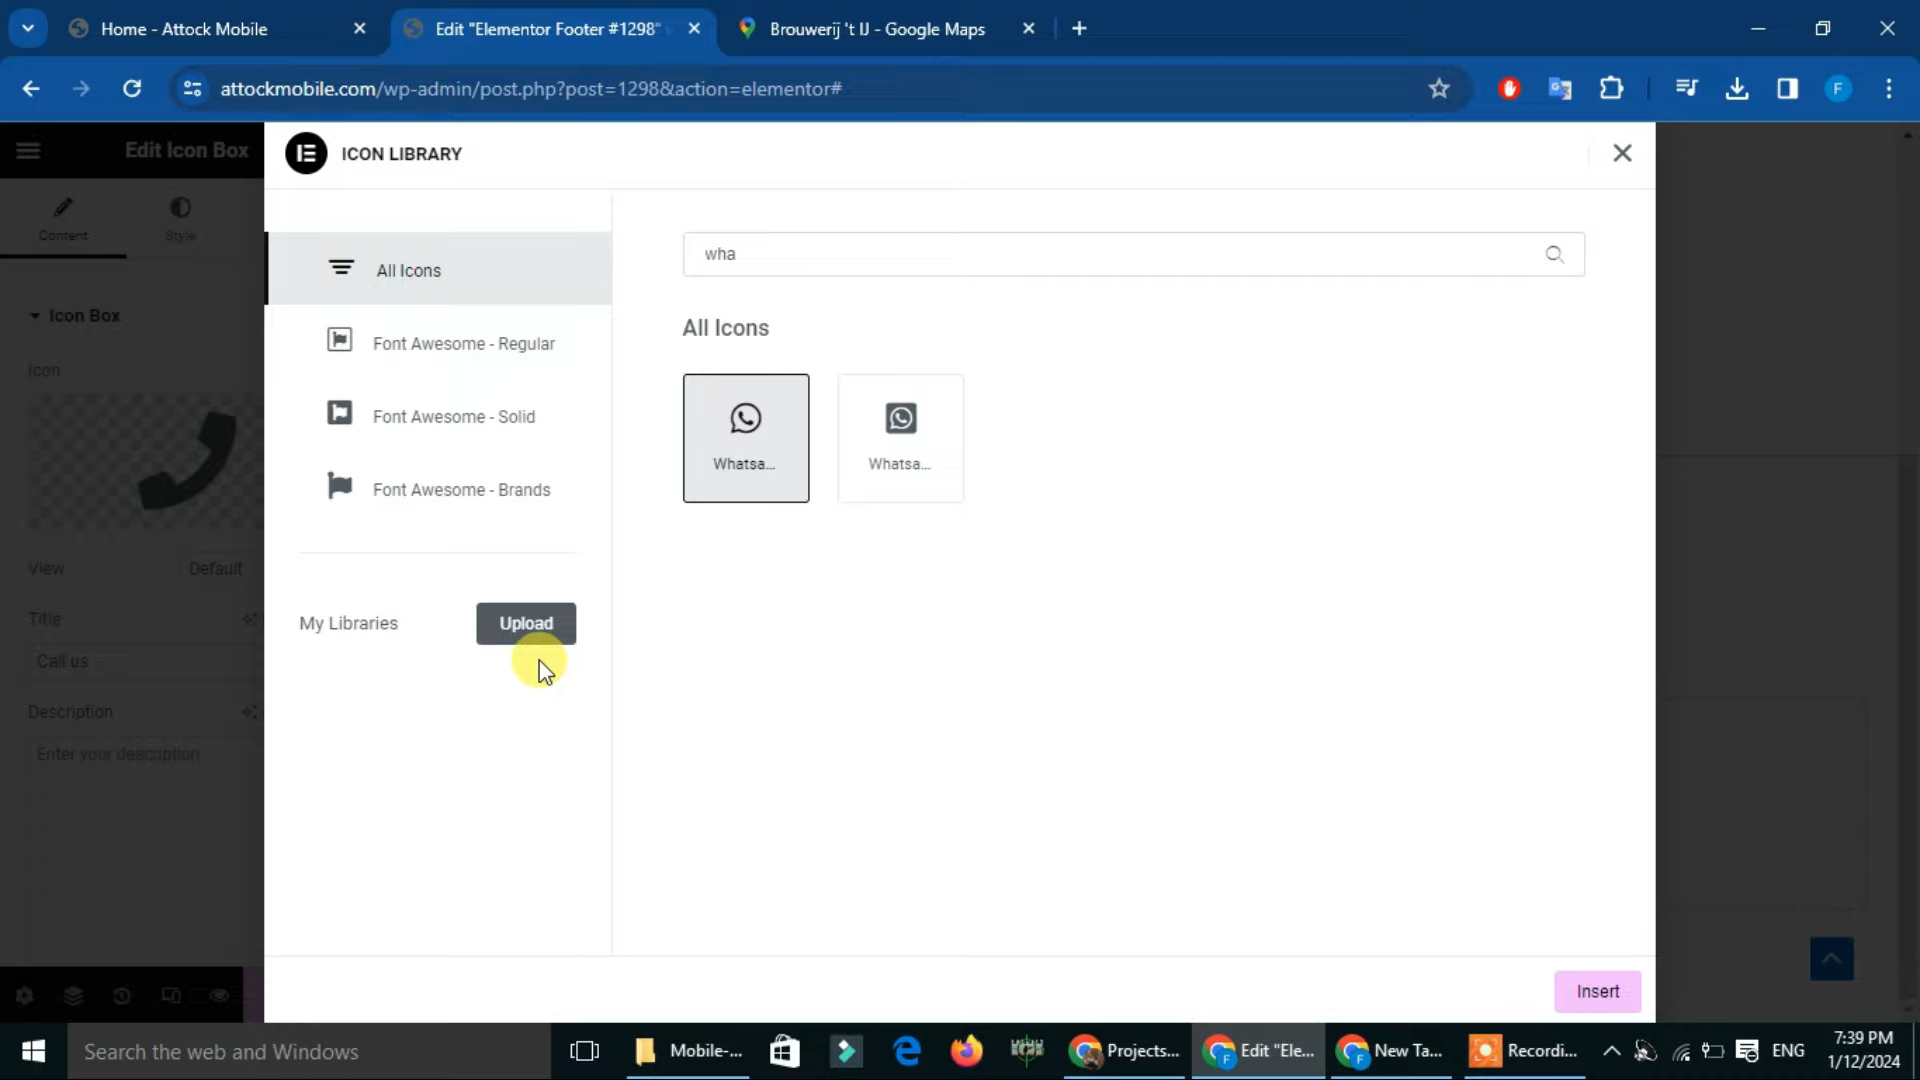 Home - Attock Mobile
Edit "Elementor Footer #1298"
Brouwerij 't IJ - Google Maps
attockmobile.com/wp-admin/post.php?post=1298&action=elementor#
F
Edit Icon Box
Content
Style
Icon Box
Icon
View
Default
Title
Call us
Description
Enter your description
ICON LIBRARY
All Icons
Font Awesome - Regular
Font Awesome - Solid
Font Awesome - Brands
My Libraries
Upload
wha
All Icons
Whatsa...
Whatsa...
Insert
Search the web and Windows
Mobile-...
Projects...
Edit "Ele...
New Ta...
Recordi...
ENG
7:39 PM
1/12/2024